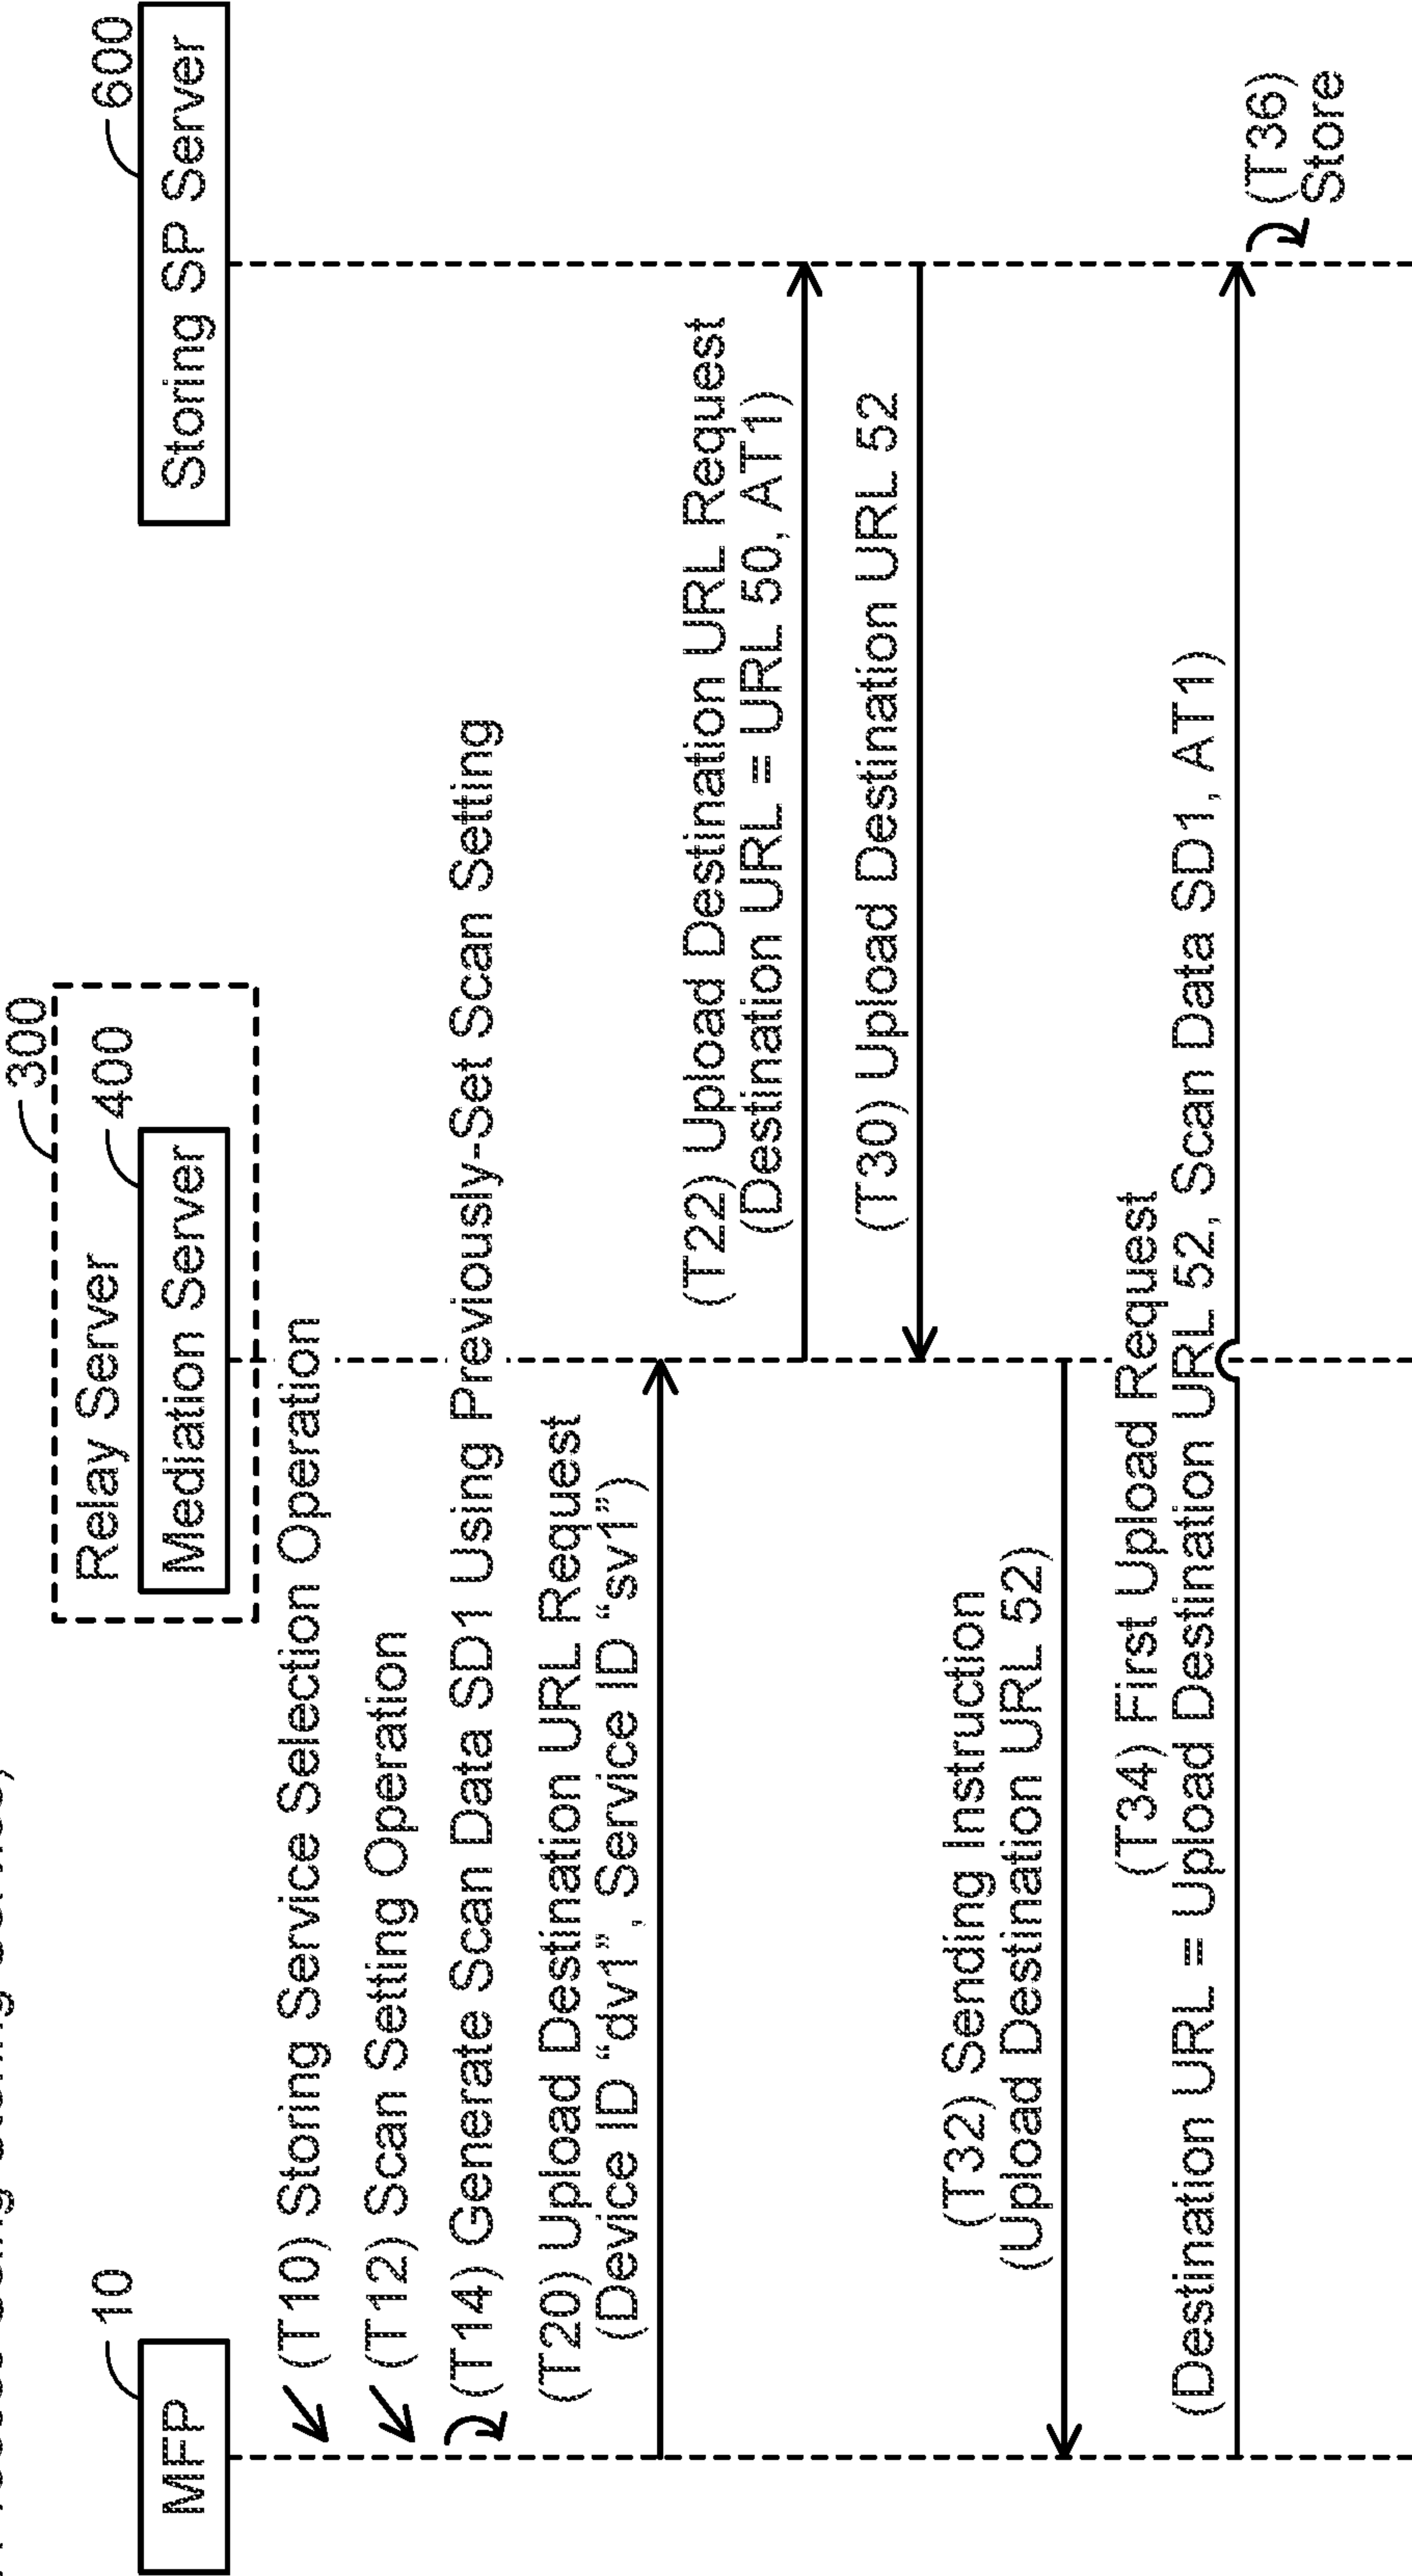 300
Relay Server
10
400
600
MFP
Mediation Server
Storing SP Server
(T10) Storing Service Selection Operation
(T12) Scan Setting Operation
(T14) Generate Scan Data SD1 Using Previously-Set Scan Setting
(T20) Upload Destination URL Request
(Device ID “dv1”, Service ID “sv1”)
(T22) Upload Destination URL Request
(Destination URL = URL 50, AT1)
(T30) Upload Destination URL 52
(T32) Sending Instruction
(Upload Destination URL 52)
(T34) First Upload Request
(Destination URL = Upload Destination URL 52, Scan Data SD1, AT1)
(T36)
Store